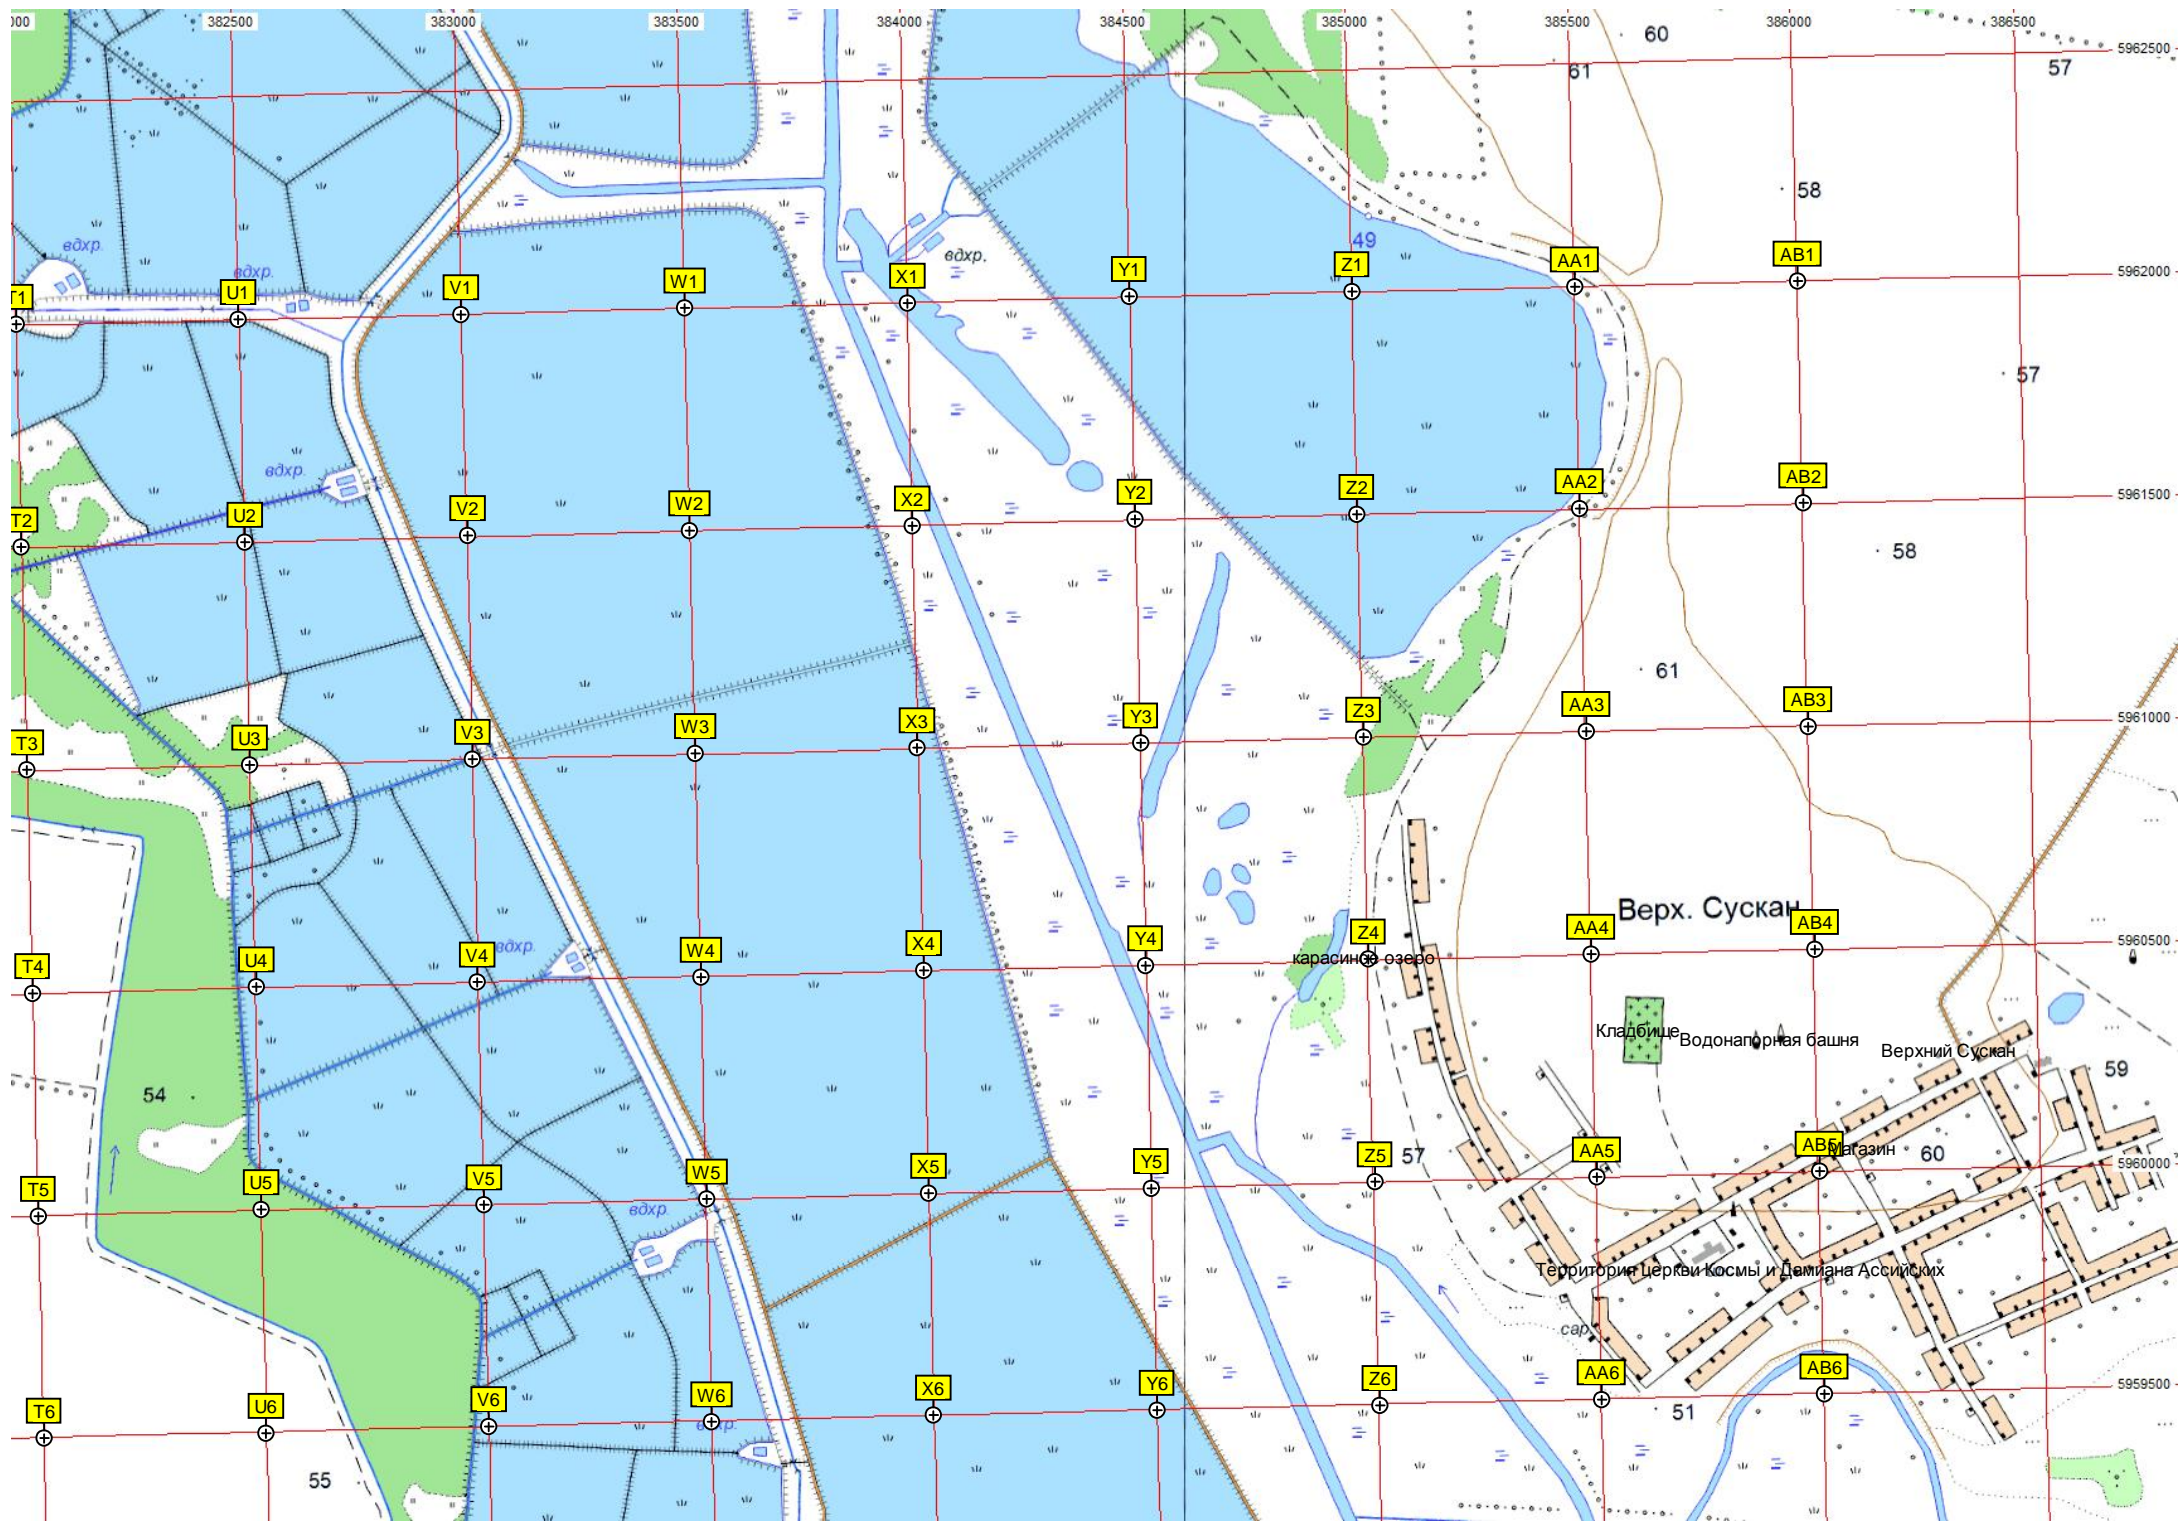 000 382500 383000 383500 384000 384500 385000 385500 386000 386500
60
5962500
61
57
58
вдхр.
49
вдхр.
вдхр.
T1 U1 V1 W1 X1 Y1 Z1 AA1 AB1
5962000
57
вдхр.
T2 U2 V2 W2 X2 Y2 Z2 AA2 AB2
5961500
58
61
T3 U3 V3 W3 X3 Y3 Z3 AA3 AB3
5961000
Верх. Сускан
T4 U4 V4 W4 X4 Y4 Z4 AA4 AB4
5960500
вдхр.
карасиное озеро
Кладбище
Водонапорная башня
Верхний Сускан
59
54
T5 U5 V5 W5 X5 Y5 Z5 57 AA5 AB5
Магазин
60
5960000
вдхр.
Территория церкви Космы и Дамиана Ассийских
сар.
T6 U6 V6 W6 X6 Y6 Z6 AA6 AB6
5959500
вдхр.
51
55